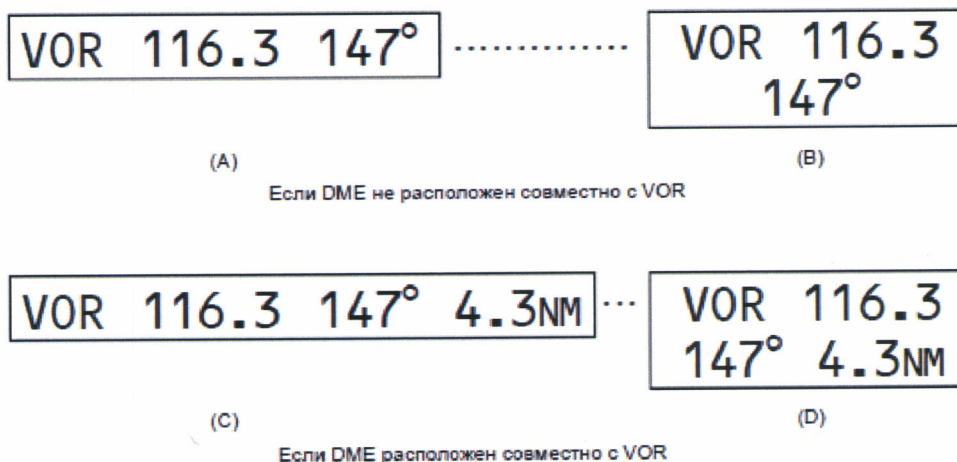 VOR 116.3 147°
VOR 116.3
147°
(A)
(B)
Если DME не расположен совместно с VOR
VOR 116.3 147° 4.3NM
VOR 116.3
147° 4.3NM
(C)
(D)
Если DME расположен совместно с VOR